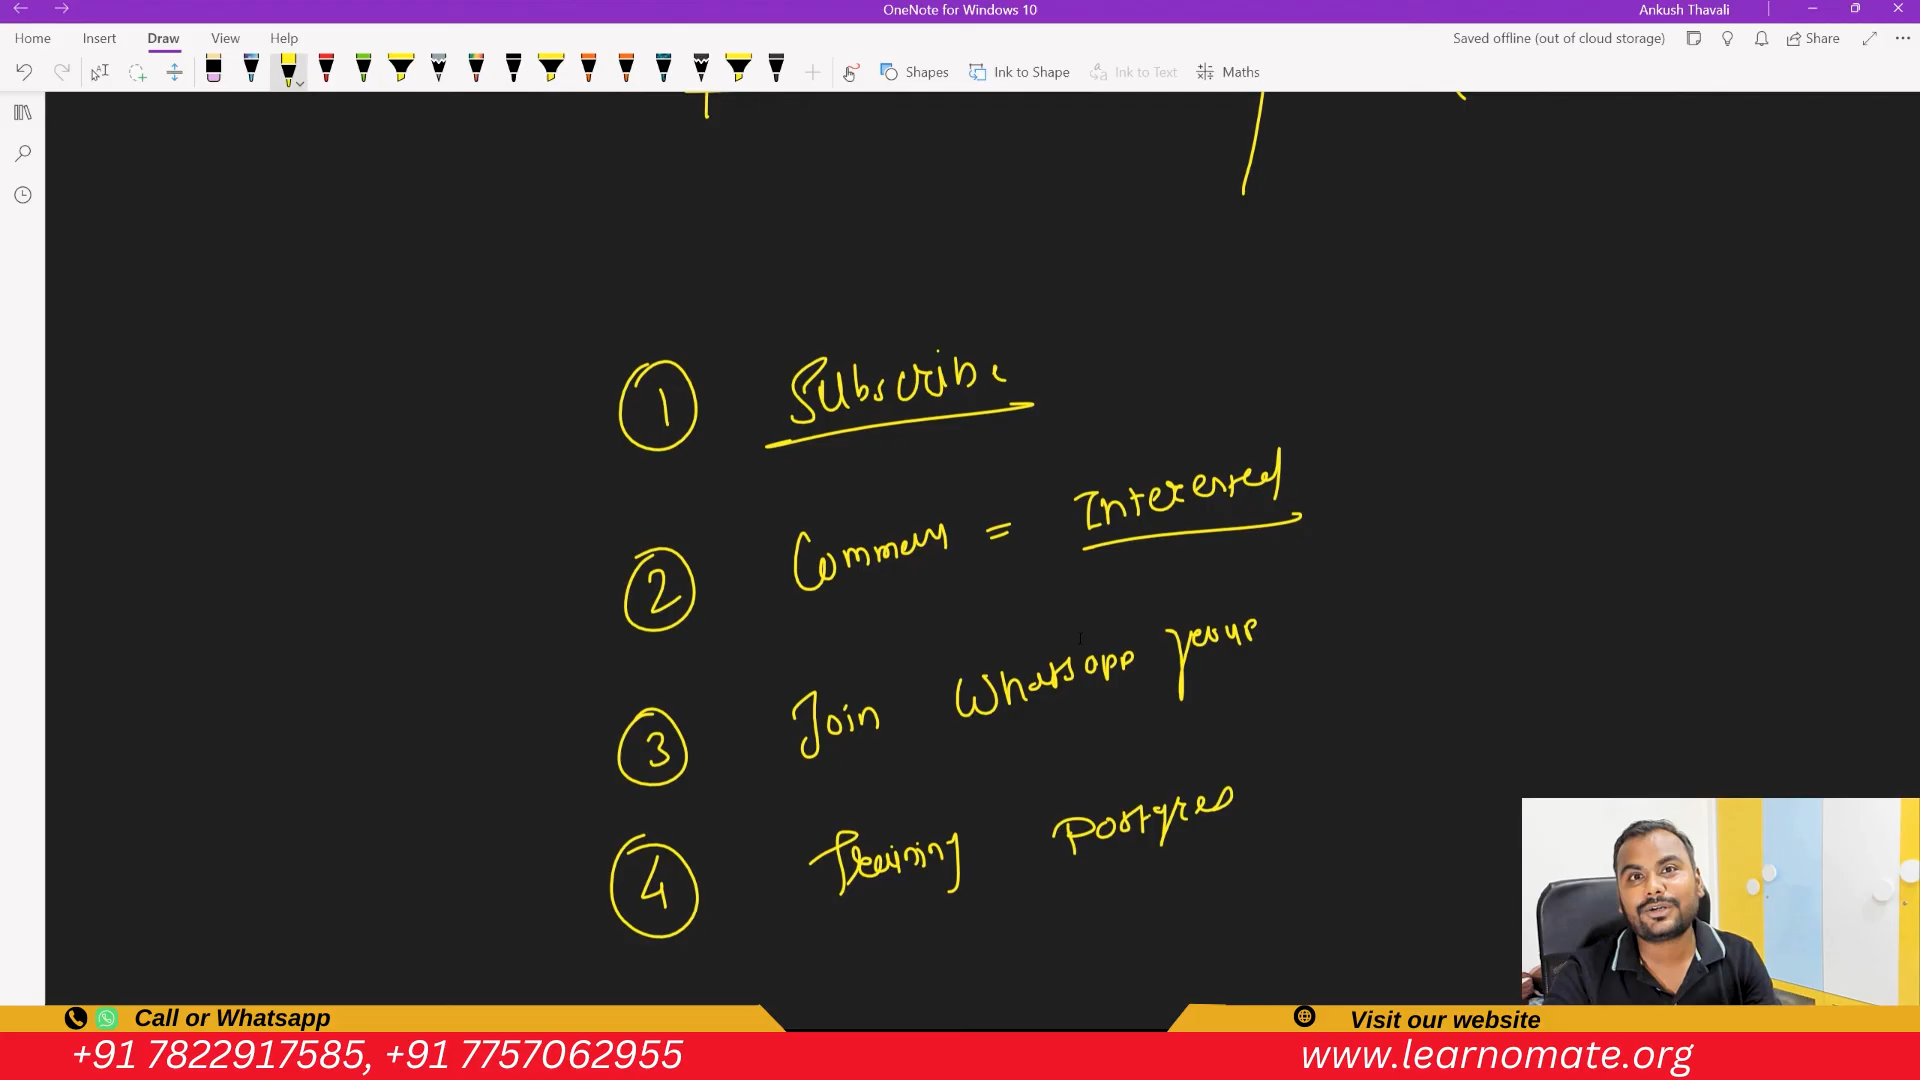 OneNote for Windows 10
Ankush Thavali
Home Insert Draw View Help
Saved offline (out of cloud storage)
Share
Shapes
Ink to Shape
Ink to Text
Maths
1 Subscribe
2 Comment = Interested
3 Join Whatsapp group
4 Training Postgres
Call or Whatsapp
+91 7822917585, +91 7757062955
Visit our website
www.learnomate.org